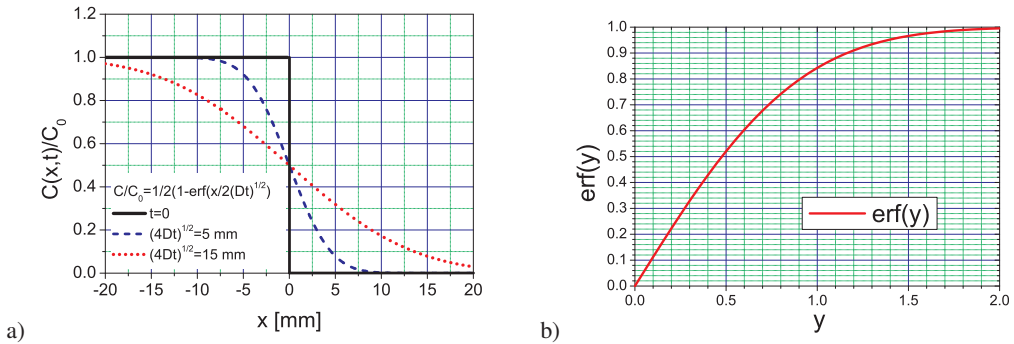 1.2
1.0
0.8
0.6
0.4
0.2
0.0
C(x,t)/C0
C/C0=1/2(1-erf(x/2(Dt)1/2)
t=0
(4Dt)1/2=5 mm
(4Dt)1/2=15 mm
-20 -15 -10 -5 0 5 10 15 20
x [mm]
a)
1.0
0.9
0.8
0.7
0.6
0.5
0.4
0.3
0.2
0.1
0.0
erf(y)
erf(y)
0.0 0.5 1.0 1.5 2.0
y
b)